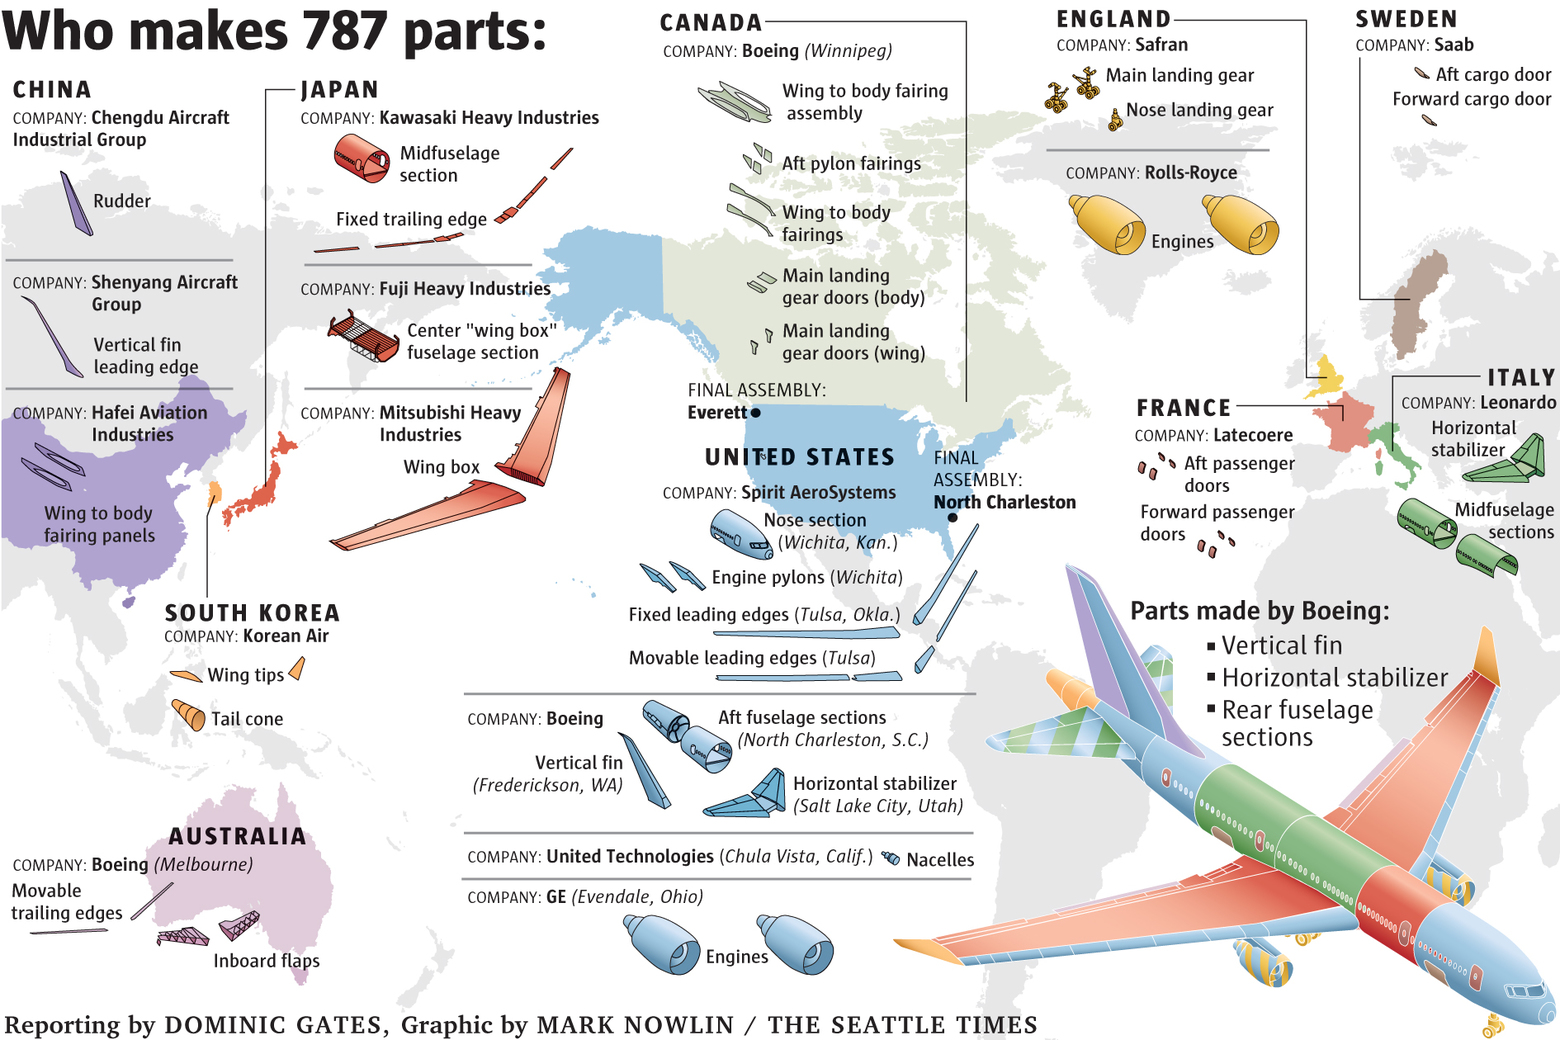 Who makes 787 parts:
CHINA
COMPANY: Chengdu Aircraft
Industrial Group
Rudder
COMPANY: Shenyang Aircraft
Group
Vertical fin
leading edge
COMPANY: Hafei Aviation
Industries
Wing to body
fairing panels
JAPAN
COMPANY: Kawasaki Heavy Industries
Midfuselage
section
Fixed trailing edge
COMPANY: Fuji Heavy Industries
Center "wing box"
fuselage section
COMPANY: Mitsubishi Heavy
Industries
Wing box
SOUTH KOREA
COMPANY: Korean Air
Wing tips
Tail cone
AUSTRALIA
COMPANY: Boeing (Melbourne)
Movable
trailing edges
Inboard flaps
CANADA
COMPANY: Boeing (Winnipeg)
Wing to body fairing
assembly
Aft pylon fairings
Wing to body
fairings
Main landing
gear doors (body)
Main landing
gear doors (wing)
FINAL ASSEMBLY:
Everett
UNITED STATES
FINAL
ASSEMBLY:
North Charleston
COMPANY: Spirit AeroSystems
Nose section
(Wichita, Kan.)
Engine pylons (Wichita)
Fixed leading edges (Tulsa, Okla.)
Movable leading edges (Tulsa)
COMPANY: Boeing
Aft fuselage sections
(North Charleston, S.C.)
Vertical fin
(Frederickson, WA)
Horizontal stabilizer
(Salt Lake City, Utah)
COMPANY: United Technologies (Chula Vista, Calif.)
Nacelles
COMPANY: GE (Evendale, Ohio)
Engines
ENGLAND
COMPANY: Safran
Main landing gear
Nose landing gear
COMPANY: Rolls-Royce
Engines
SWEDEN
COMPANY: Saab
Aft cargo door
Forward cargo door
FRANCE
COMPANY: Latecoere
Aft passenger
doors
Forward passenger
doors
ITALY
COMPANY: Leonardo
Horizontal
stabilizer
Midfuselage
sections
Parts made by Boeing:
▪ Vertical fin
▪ Horizontal stabilizer
▪ Rear fuselage
sections
Reporting by DOMINIC GATES, Graphic by MARK NOWLIN / THE SEATTLE TIMES